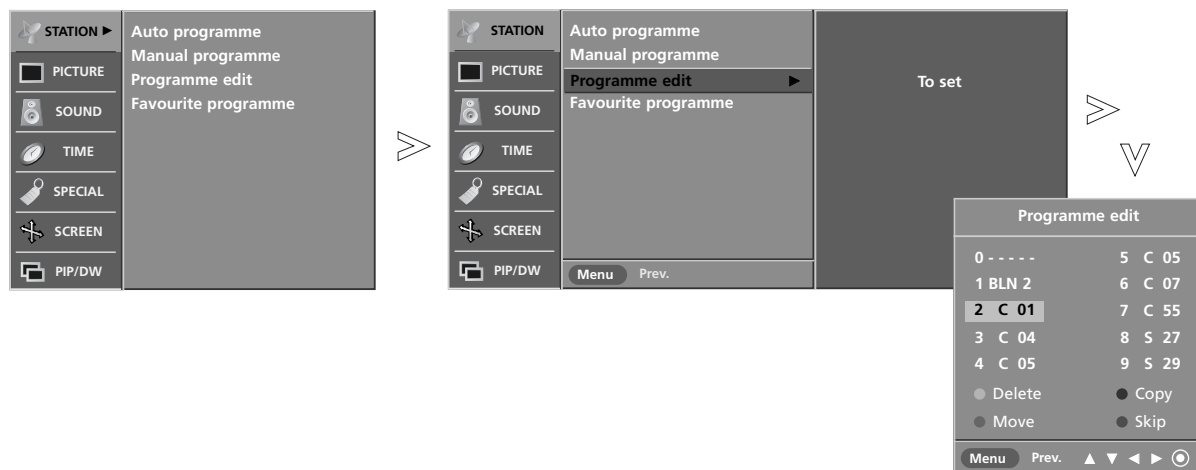 STATION ►
PICTURE
SOUND
TIME
SPECIAL
SCREEN
PIP/DW
Auto programme
Manual programme
Programme edit
Favourite programme
STATION
PICTURE
SOUND
TIME
SPECIAL
SCREEN
PIP/DW
Auto programme
Manual programme
Programme edit ►
Favourite programme
Menu Prev.
To set
Programme edit
0 - - - - -
1 BLN 2
2 C 01
3 C 04
4 C 05
5 C 05
6 C 07
7 C 55
8 S 27
9 S 29
Delete
Move
Copy
Skip
Menu Prev. ▲ ▼ ◄ ►